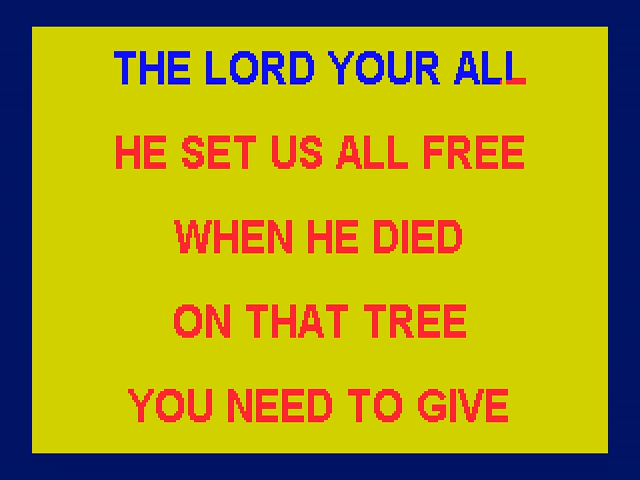 THE LORD YOUR ALL
HE SET US ALL FREE
WHEN HE DIED
ON THAT TREE
YOU NEED TO GIVE